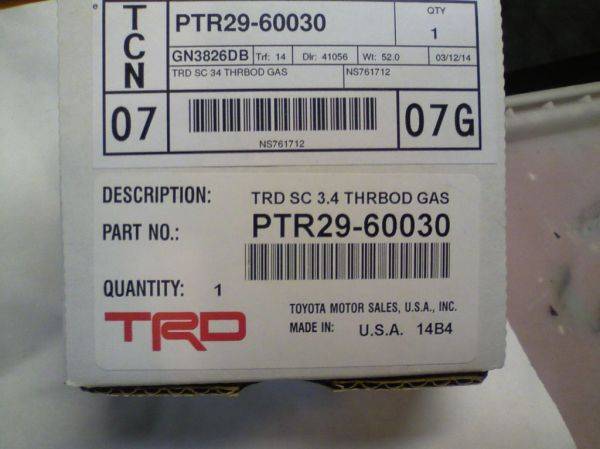 e
TCN
PTR29-60030
QTY
1
GN3826DB Trf: 14 Dlr: 41056 Wt: 52.0 03/12/14
TRD SC 34 THRBOD GAS NS761712
07
NS761712
07G
DESCRIPTION: TRD SC 3.4 THRBOD GAS
PART NO.: PTR29-60030
QUANTITY: 1
TRD
TOYOTA MOTOR SALES, U.S.A., INC.
MADE IN: U.S.A. 14B4